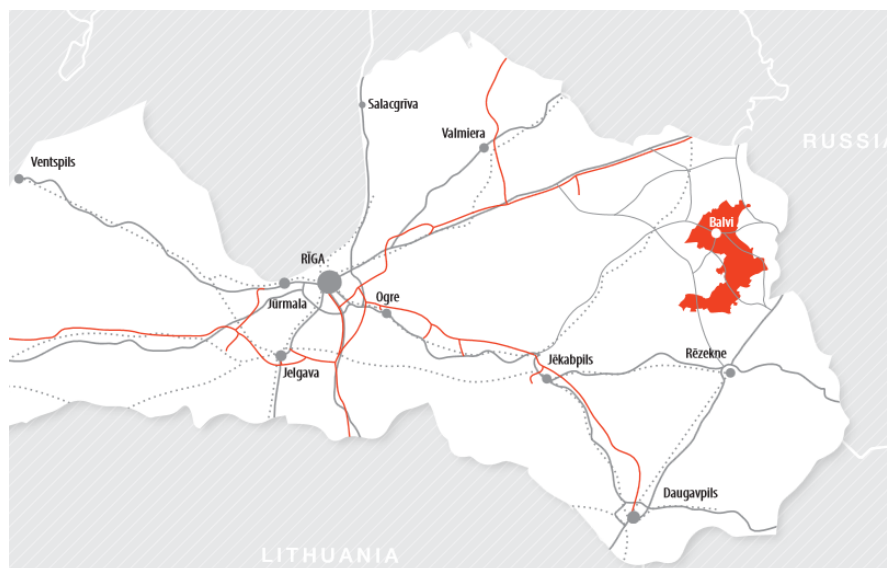 Salacgrīva
Valmiera
RUSSIA
Ventspils
Balvi
RĪGA
Jūrmala
Ogre
Jēkabpils
Rēzekne
Jelgava
Daugavpils
LITHUANIA